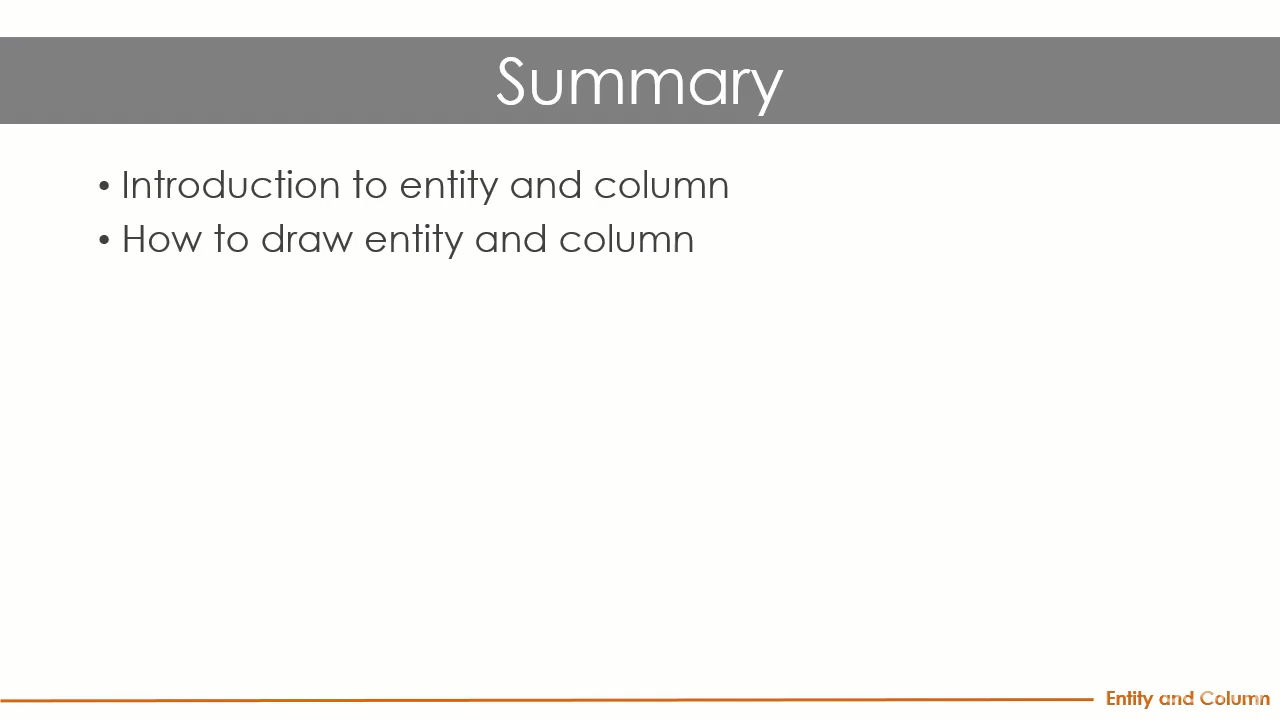 Summary
• Introduction to entity and column
• How to draw entity and column
Entity and Column